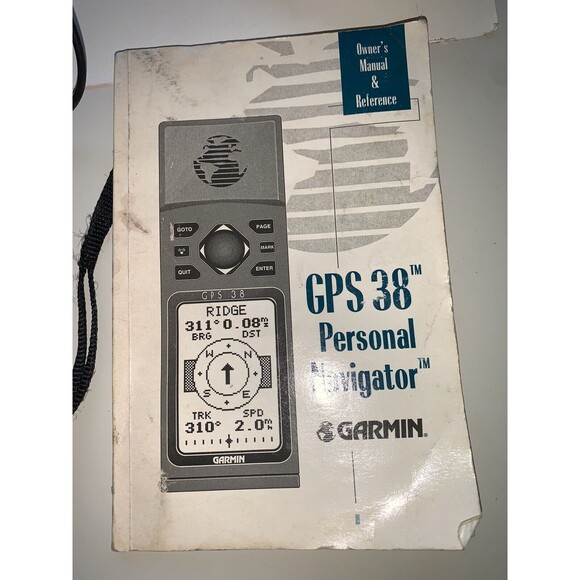 Owner's
Manual
&
Reference
GOTO
PAGE
MARK
QUIT
ENTER
GPS 38
RIDGE
311° 0.08
BRG DST
W N
S E
TRK SPD
310° 2.0
GARMIN
GPS 38™
Personal
Navigator™
GARMIN®